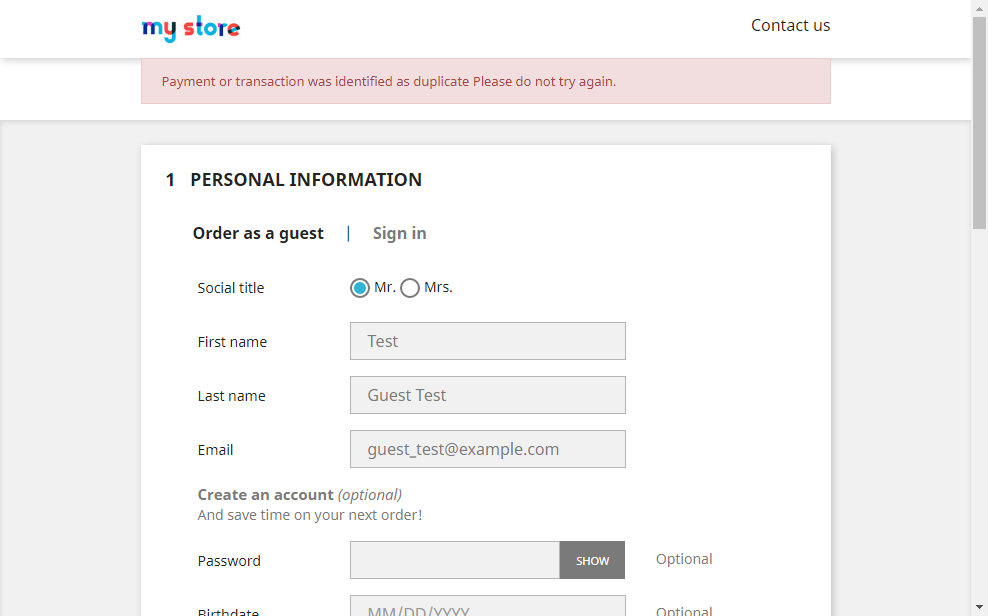 my store
Contact us
Payment or transaction was identified as duplicate Please do not try again.
1 PERSONAL INFORMATION
Order as a guest | Sign in
Social title Mr. Mrs.
First name Test
Last name Guest Test
Email guest_test@example.com
Create an account (optional)
And save time on your next order!
Password SHOW Optional
Birthdate MM/DD/YYYY Optional